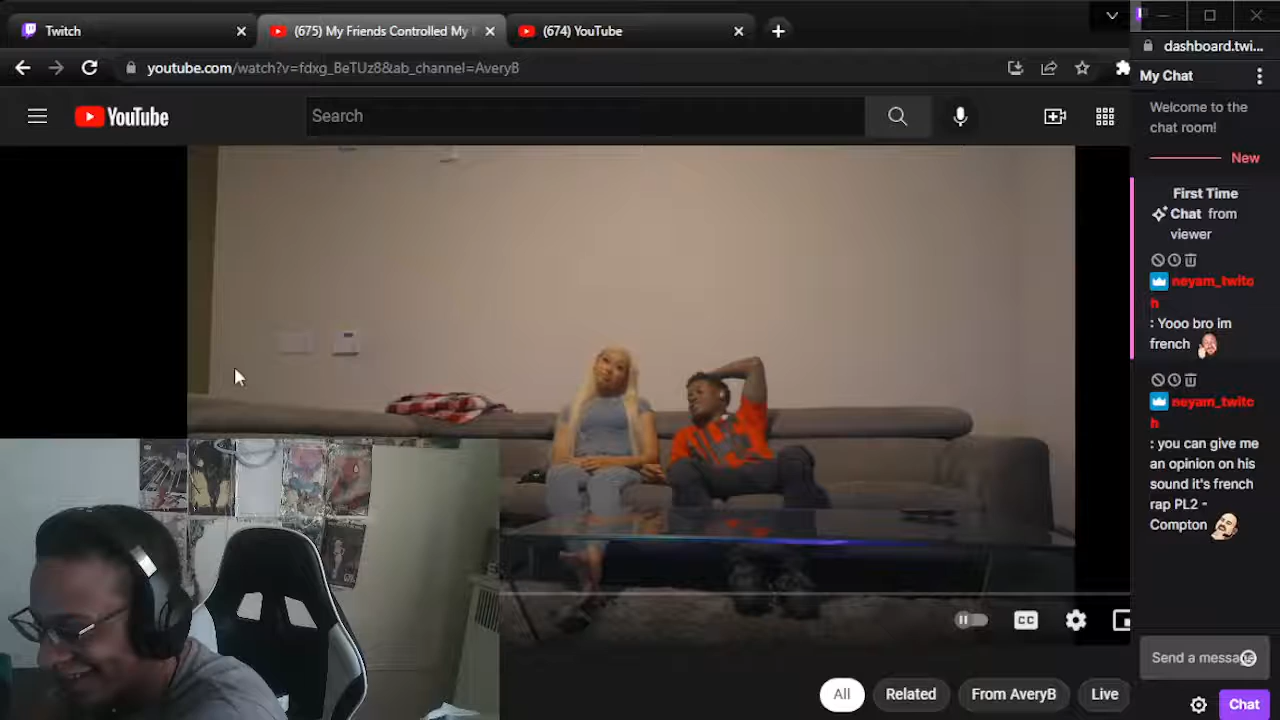 Twitch
(675) My Friends Controlled My
(674) YouTube
youtube.com/watch?v=fdxg_BeTUz8&ab_channel=AveryB
dashboard.twi...
YouTube
Search
My Chat
Welcome to the
chat room!
New
First Time
Chat from
viewer
neyam_twitc
h
: Yooo bro im
french
neyam_twitc
h
: you can give me
an opinion on his
sound it's french
rap PL2 -
Compton
CC
Send a messag
All
Related
From AveryB
Live
Chat